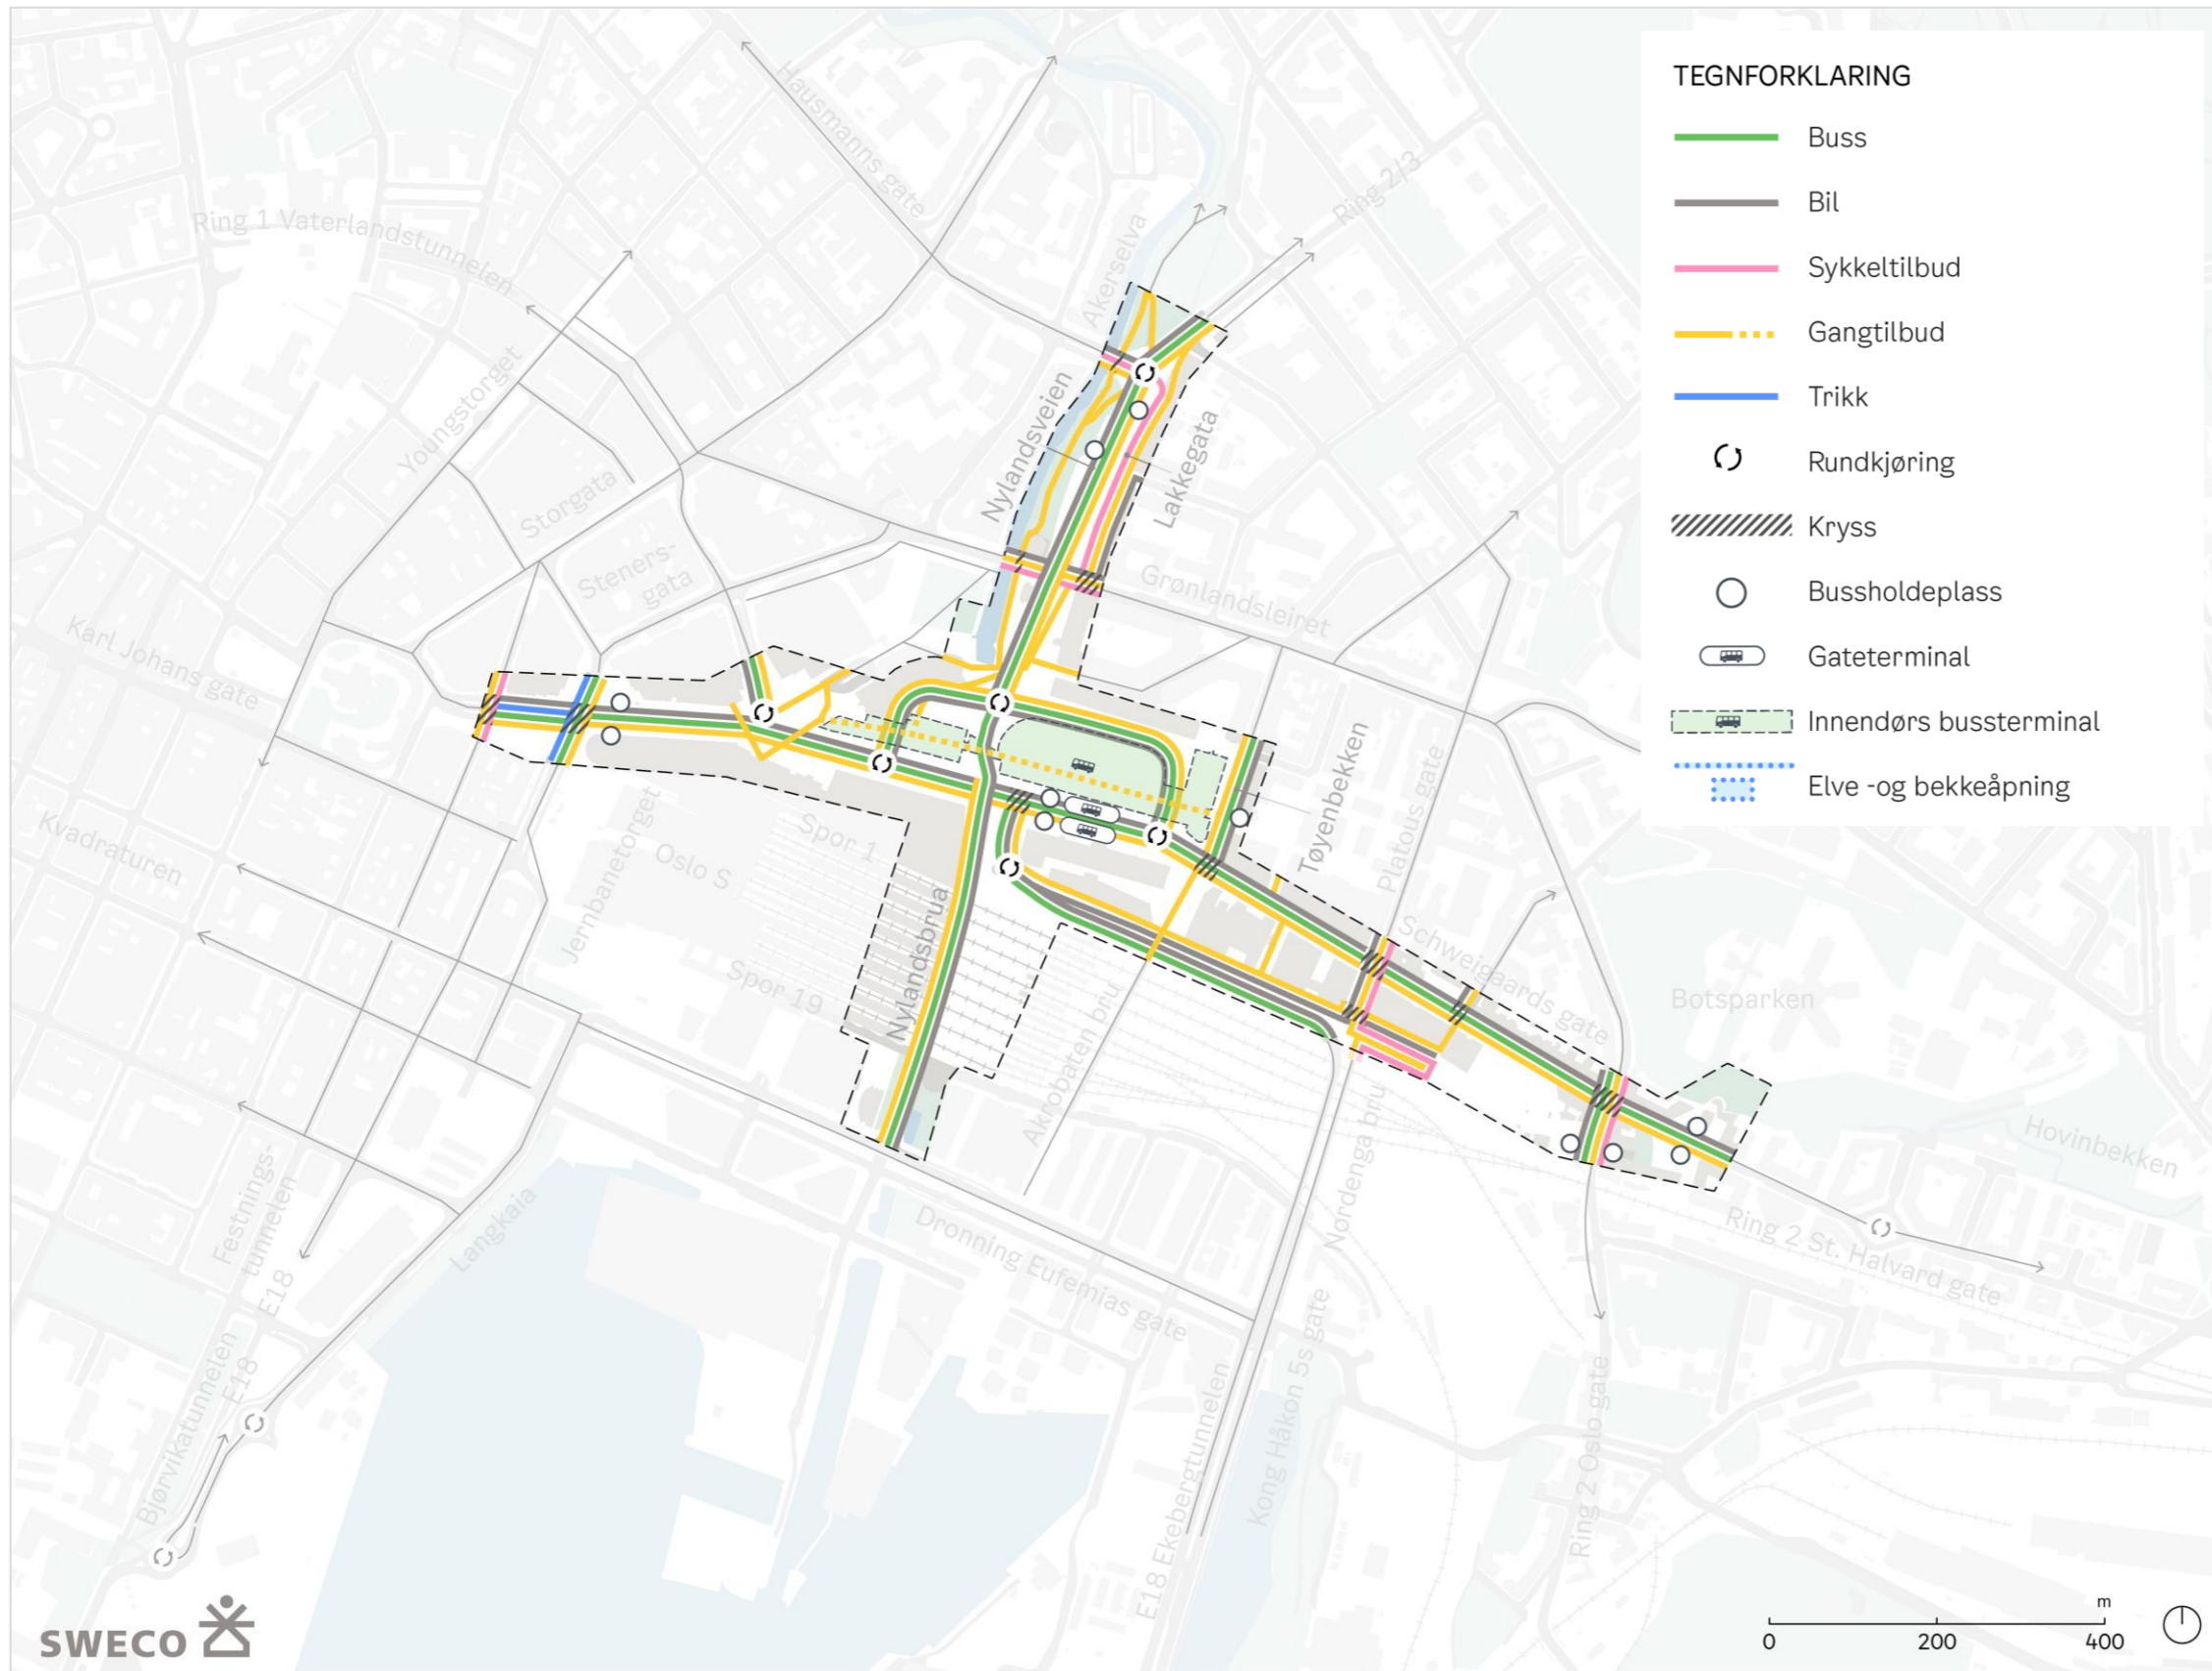 TEGNFORKLARING
Buss
Bil
Sykkeltilbud
Gangtilbud
Trikk
Rundkjøring
Kryss
Bussholdeplass
Gateterminal
Innendørs bussterminal
Elve -og bekkeåpning
Hausmanns gate
Ring 2/3
Ring 1 Vaterlandstunnelen
Akerselva
Youngstorget
Nylandsveien
Lakkegata
Storgata
Steners-
gata
Grønlandsleiret
Karl Johans gate
Tøyenbekken
Platous gate
Kvadraturen
Jernbanetorget
Oslo S
Spor 1
Spor 19
Nylandsbrua
Schweigaards gate
Botsparken
Akrobaten bru
Nordenga bru
Hovinbekken
Festnings-
tunnelen
E18
Langkaia
Dronning Eufemias gate
Ring 2 St. Halvard gate
Bjørvikatunnelen
E18
E18 Ekebergtunnelen
Kong Håkon 5s gate
Ring 2 Oslo gate
SWECO
m
0 200 400